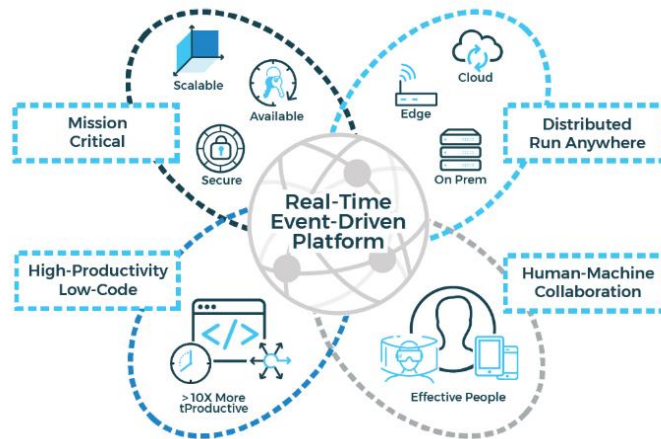 Scalable
Available
Secure
Mission
Critical
Cloud
Edge
On Prem
Distributed
Run Anywhere
Real-Time
Event-Driven
Platform
High-Productivity
Low-Code
</>
>10X More
tProductive
Human-Machine
Collaboration
Effective People